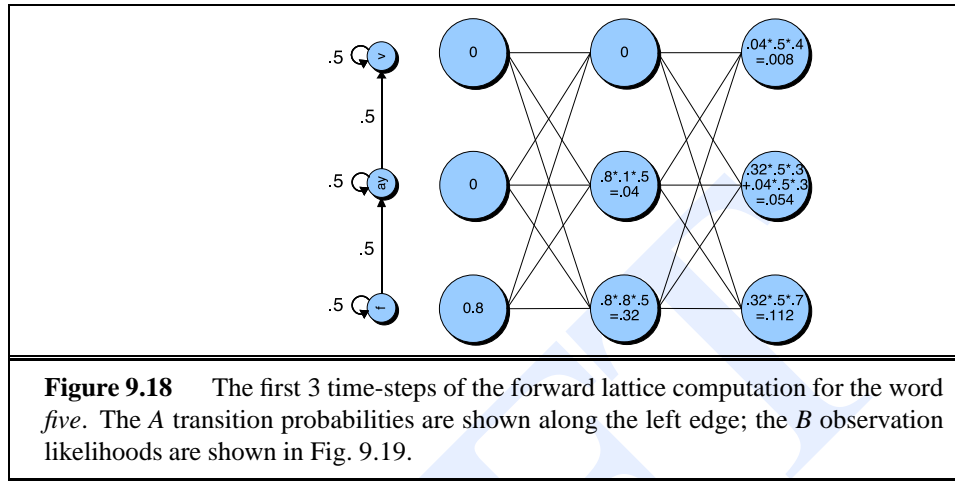 .5 v 0 0 .04*.5*.4
=.008
.5
.5 ay 0 .8*.1*.5
=.04 .32*.5*.3
+.04*.5*.3
=.054
.5
.5 f 0.8 .8*.8*.5
=.32 .32*.5*.7
=.112
Figure 9.18 The first 3 time-steps of the forward lattice computation for the word
five. The A transition probabilities are shown along the left edge; the B observation
likelihoods are shown in Fig. 9.19.